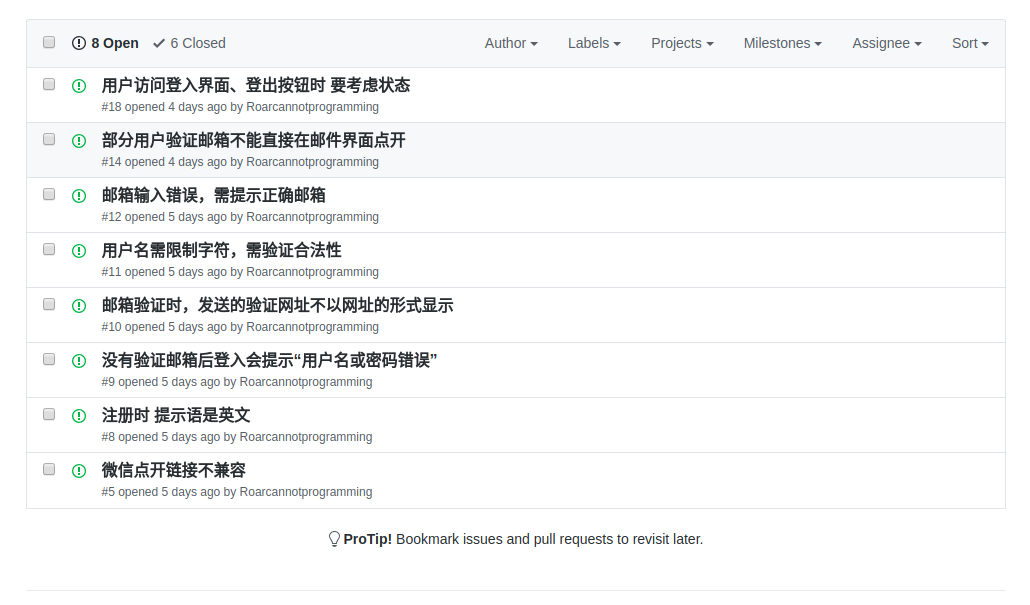 8 Open 6 Closed Author Labels Projects Milestones Assignee Sort
用户访问登入界面、登出按钮时 要考虑状态
#18 opened 4 days ago by Roarcannotprogramming
部分用户验证邮箱不能直接在邮件界面点开
#14 opened 4 days ago by Roarcannotprogramming
邮箱输入错误，需提示正确邮箱
#12 opened 5 days ago by Roarcannotprogramming
用户名需限制字符，需验证合法性
#11 opened 5 days ago by Roarcannotprogramming
邮箱验证时，发送的验证网址不以网址的形式显示
#10 opened 5 days ago by Roarcannotprogramming
没有验证邮箱后登入会提示“用户名或密码错误”
#9 opened 5 days ago by Roarcannotprogramming
注册时 提示语是英文
#8 opened 5 days ago by Roarcannotprogramming
微信点开链接不兼容
#5 opened 5 days ago by Roarcannotprogramming
ProTip! Bookmark issues and pull requests to revisit later.